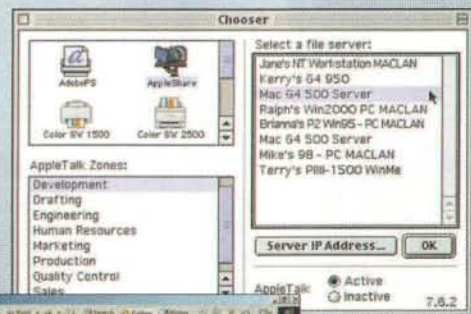 Chooser
Select a file server:
AdobePS
AppleShare
Color SW 1500
Color SW 2500
Jane's NT Workstation MACLAN
Kerry's G4 950
Mac G4 500 Server
Ralph's Win2000 PC MACLAN
Brianna's P2 Win95 - PC MACLAN
Mac G4 500 Server
Mike's 98 - PC MACLAN
Terry's PIII-1500 WinMe
AppleTalk Zones:
Development
Drafting
Engineering
Human Resources
Marketing
Production
Quality Control
Sales
Server IP Address...
OK
AppleTalk
Active
Inactive
7.6.2